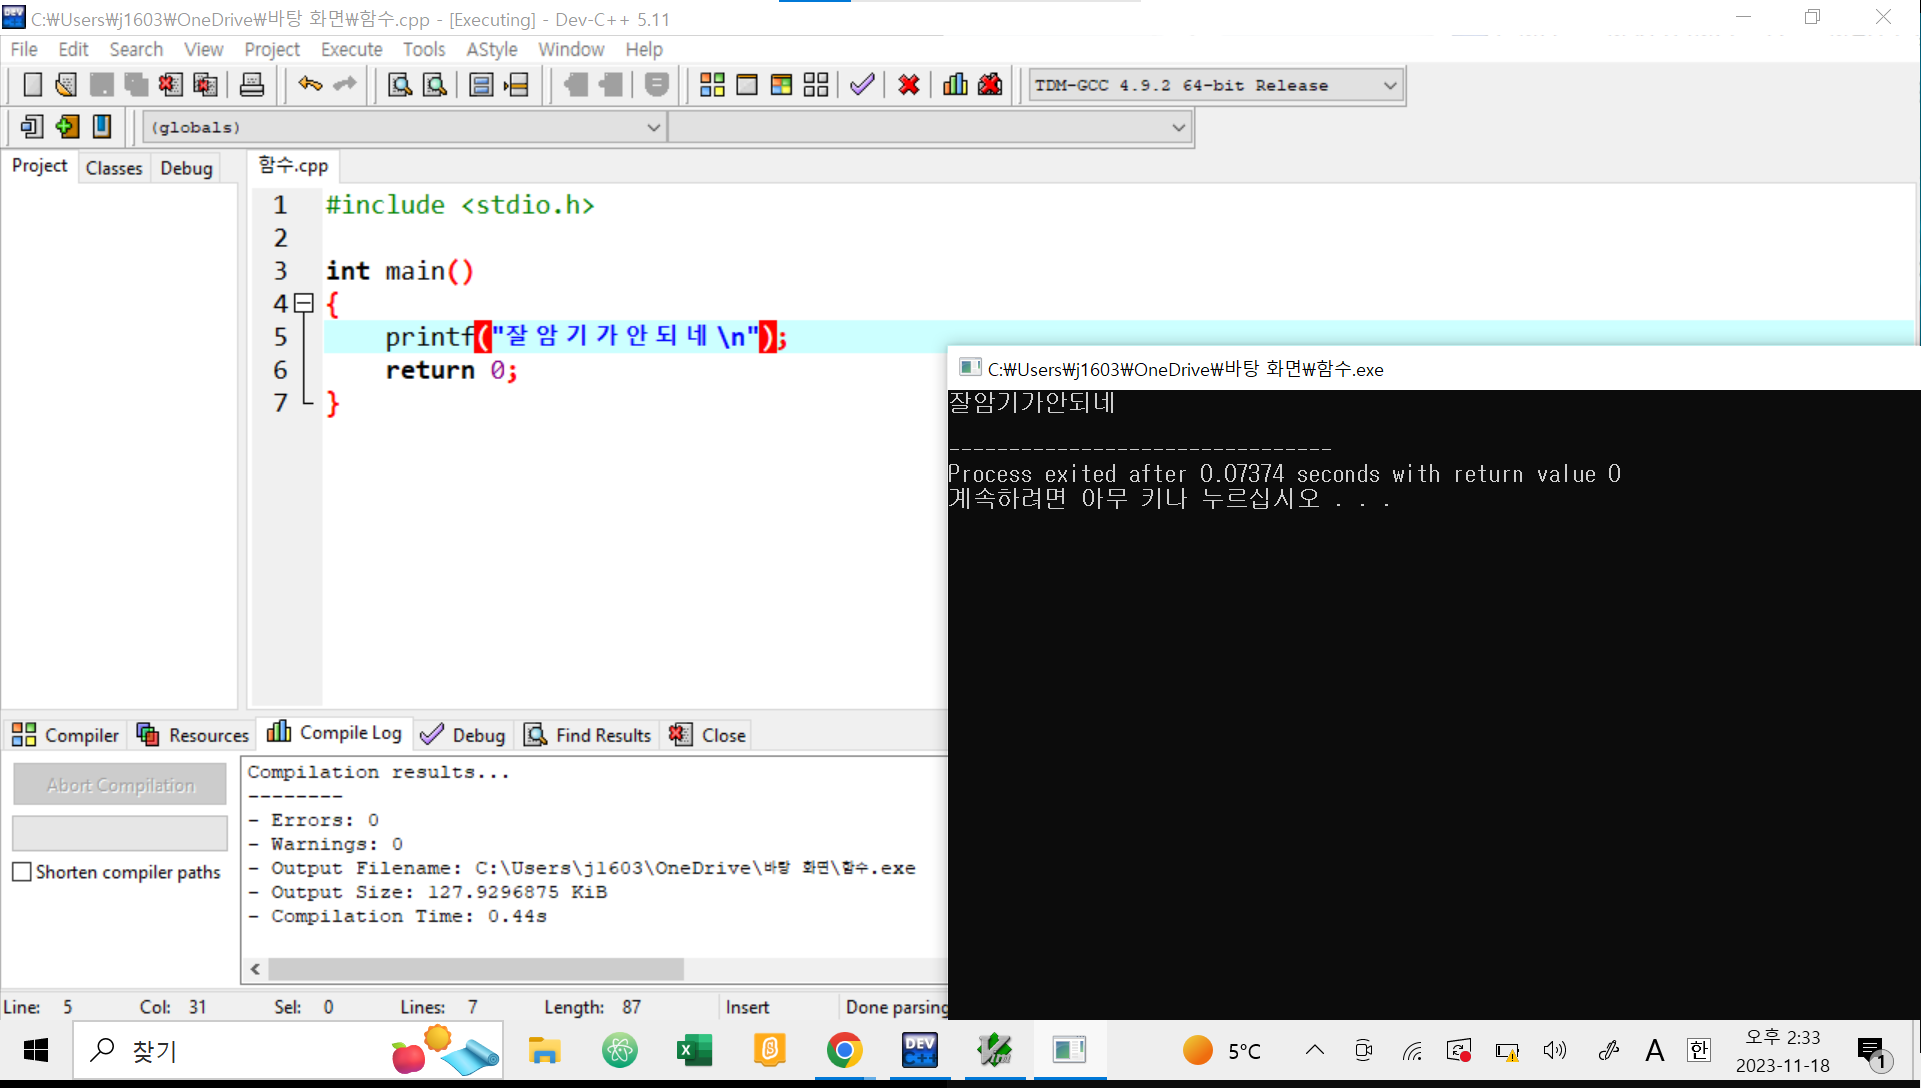 C:₩Users₩j1603₩OneDrive₩바탕 화면₩함수.cpp - [Executing] - Dev-C++ 5.11
File Edit Search View Project Execute Tools AStyle Window Help
TDM-GCC 4.9.2 64-bit Release
(globals)
Project Classes Debug
함수.cpp
1 #include <stdio.h>
2
3 int main()
4 {
5 printf("잘암기가안되네\n");
6 return 0;
7 }
C:₩Users₩j1603₩OneDrive₩바탕 화면₩함수.exe
잘암기가안되네
--------------------------------
Process exited after 0.07374 seconds with return value 0
계속하려면 아무 키나 누르십시오 . . .
Compiler Resources Compile Log Debug Find Results Close
Abort Compilation
Shorten compiler paths
Compilation results...
--------
- Errors: 0
- Warnings: 0
- Output Filename: C:\Users\j1603\OneDrive\바탕 화면\함수.exe
- Output Size: 127.9296875 KiB
- Compilation Time: 0.44s
Line: 5 Col: 31 Sel: 0 Lines: 7 Length: 87 Insert Done parsing
찾기
DEV C++
5°C
A 한
오후 2:33
2023-11-18
1